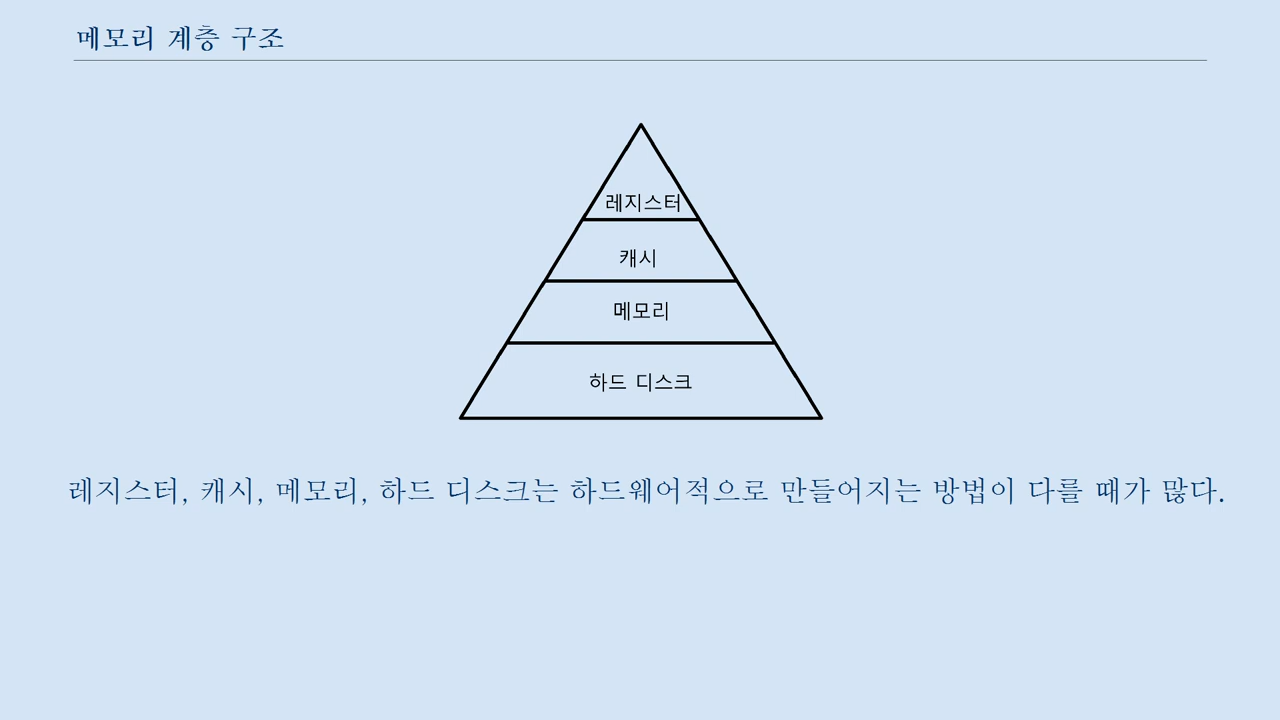 메모리 계층 구조
레지스터
캐시
메모리
하드 디스크
레지스터, 캐시, 메모리, 하드 디스크는 하드웨어적으로 만들어지는 방법이 다를 때가 많다.